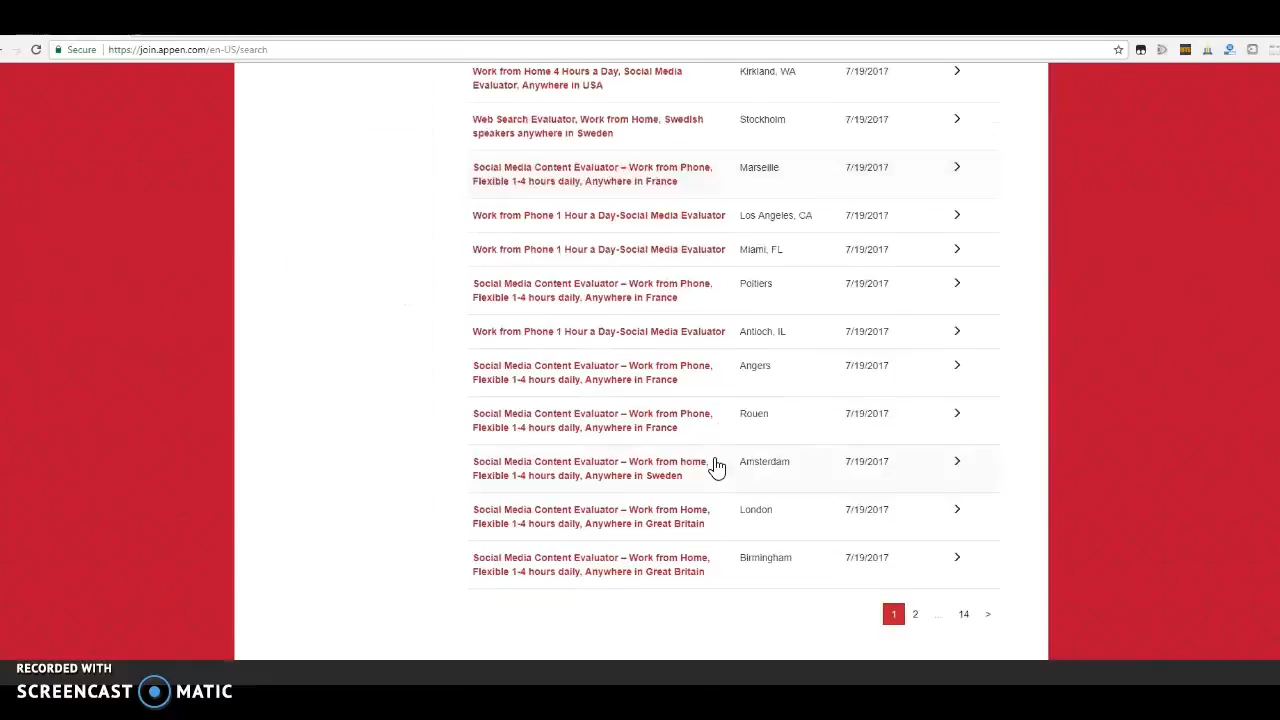 Secure https://join.appen.com/en-US/search
Work from Home 4 Hours a Day, Social Media Kirkland, WA 7/19/2017 >
Evaluator, Anywhere in USA
Web Search Evaluator, Work from Home, Swedish Stockholm 7/19/2017 >
speakers anywhere in Sweden
Social Media Content Evaluator – Work from Phone, Marseille 7/19/2017 >
Flexible 1-4 hours daily, Anywhere in France
Work from Phone 1 Hour a Day-Social Media Evaluator Los Angeles, CA 7/19/2017 >
Work from Phone 1 Hour a Day-Social Media Evaluator Miami, FL 7/19/2017 >
Social Media Content Evaluator – Work from Phone, Poitiers 7/19/2017 >
Flexible 1-4 hours daily, Anywhere in France
Work from Phone 1 Hour a Day-Social Media Evaluator Antioch, IL 7/19/2017 >
Social Media Content Evaluator – Work from Phone, Angers 7/19/2017 >
Flexible 1-4 hours daily, Anywhere in France
Social Media Content Evaluator – Work from Phone, Rouen 7/19/2017 >
Flexible 1-4 hours daily, Anywhere in France
Social Media Content Evaluator – Work from home, Amsterdam 7/19/2017 >
Flexible 1-4 hours daily, Anywhere in Sweden
Social Media Content Evaluator – Work from Home, London 7/19/2017 >
Flexible 1-4 hours daily, Anywhere in Great Britain
Social Media Content Evaluator – Work from Home, Birmingham 7/19/2017 >
Flexible 1-4 hours daily, Anywhere in Great Britain
1 2 ... 14 >
RECORDED WITH
SCREENCAST MATIC